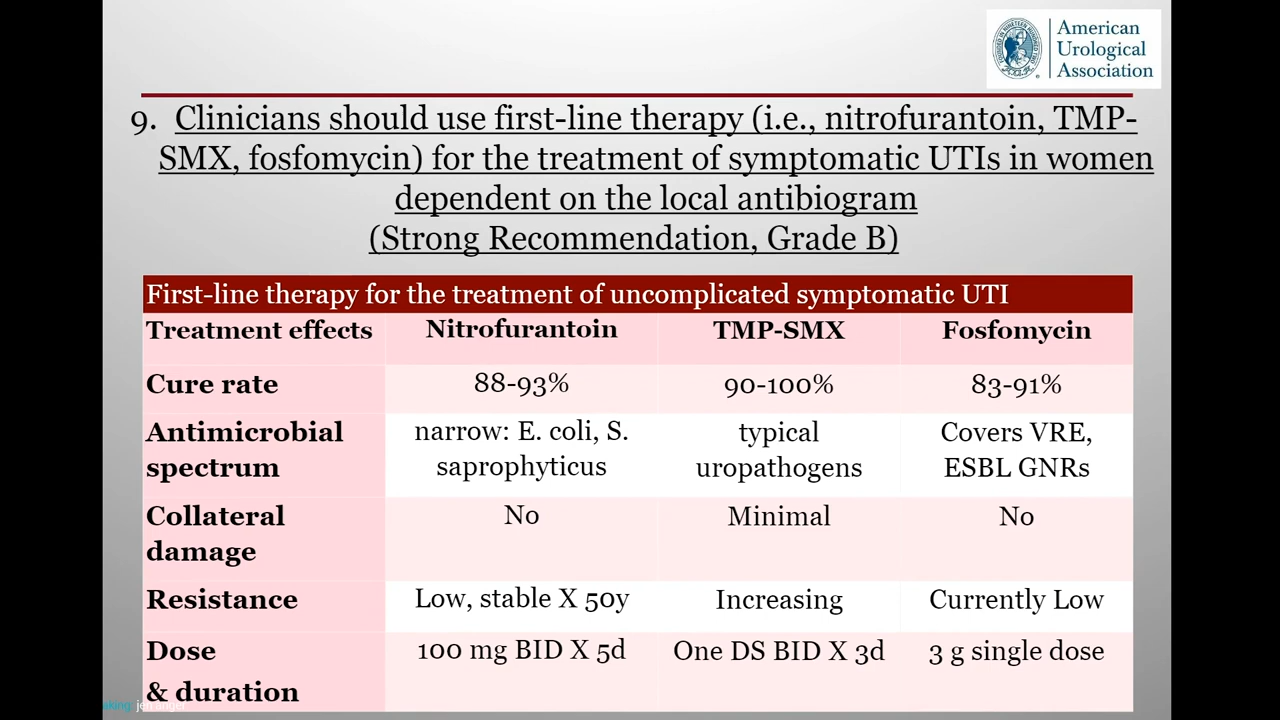 American
Urological
Association
9. Clinicians should use first-line therapy (i.e., nitrofurantoin, TMP-
SMX, fosfomycin) for the treatment of symptomatic UTIs in women
dependent on the local antibiogram
(Strong Recommendation, Grade B)
First-line therapy for the treatment of uncomplicated symptomatic UTI
Treatment effects Nitrofurantoin TMP-SMX Fosfomycin
Cure rate 88-93% 90-100% 83-91%
Antimicrobial spectrum narrow: E. coli, S. saprophyticus typical uropathogens Covers VRE, ESBL GNRs
Collateral damage No Minimal No
Resistance Low, stable X 50y Increasing Currently Low
Dose & duration 100 mg BID X 5d One DS BID X 3d 3 g single dose